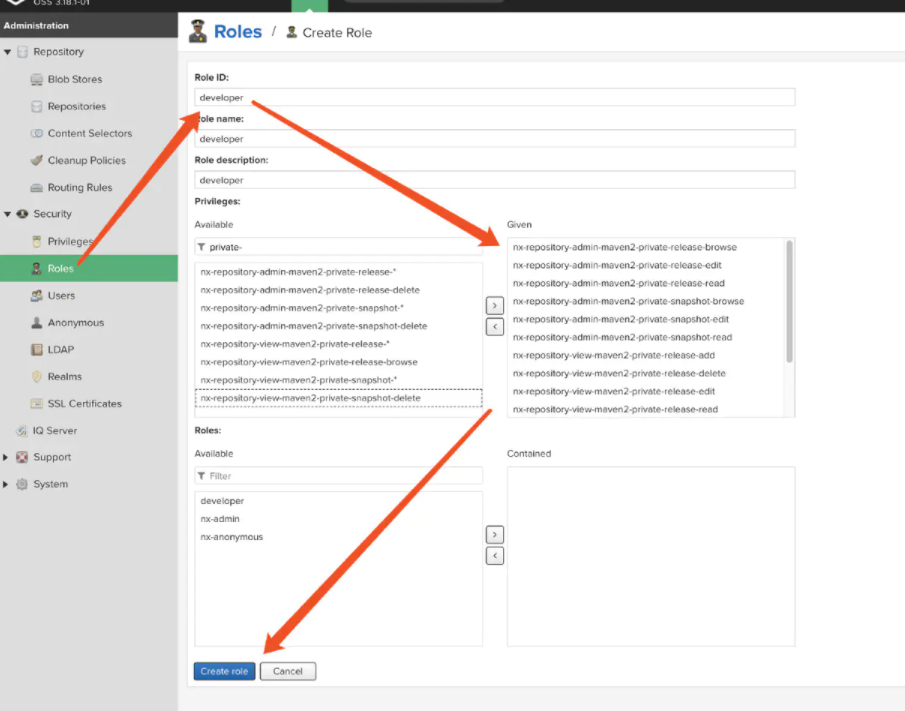 OSS 3.18.1-01
Administration
Roles / Create Role
Repository
Blob Stores
Repositories
Content Selectors
Cleanup Policies
Routing Rules
Security
Privileges
Roles
Users
Anonymous
LDAP
Realms
SSL Certificates
IQ Server
Support
System
Role ID:
developer
Role name:
developer
Role description:
developer
Privileges:
Available
private-
nx-repository-admin-maven2-private-release-*
nx-repository-admin-maven2-private-release-delete
nx-repository-admin-maven2-private-snapshot-*
nx-repository-admin-maven2-private-snapshot-delete
nx-repository-view-maven2-private-release-*
nx-repository-view-maven2-private-release-browse
nx-repository-view-maven2-private-snapshot-*
nx-repository-view-maven2-private-snapshot-delete
Given
nx-repository-admin-maven2-private-release-browse
nx-repository-admin-maven2-private-release-edit
nx-repository-admin-maven2-private-release-read
nx-repository-admin-maven2-private-snapshot-browse
nx-repository-admin-maven2-private-snapshot-edit
nx-repository-admin-maven2-private-snapshot-read
nx-repository-view-maven2-private-release-add
nx-repository-view-maven2-private-release-delete
nx-repository-view-maven2-private-release-edit
nx-repository-view-maven2-private-release-read
Roles:
Available
Filter
developer
nx-admin
nx-anonymous
Contained
Create role
Cancel